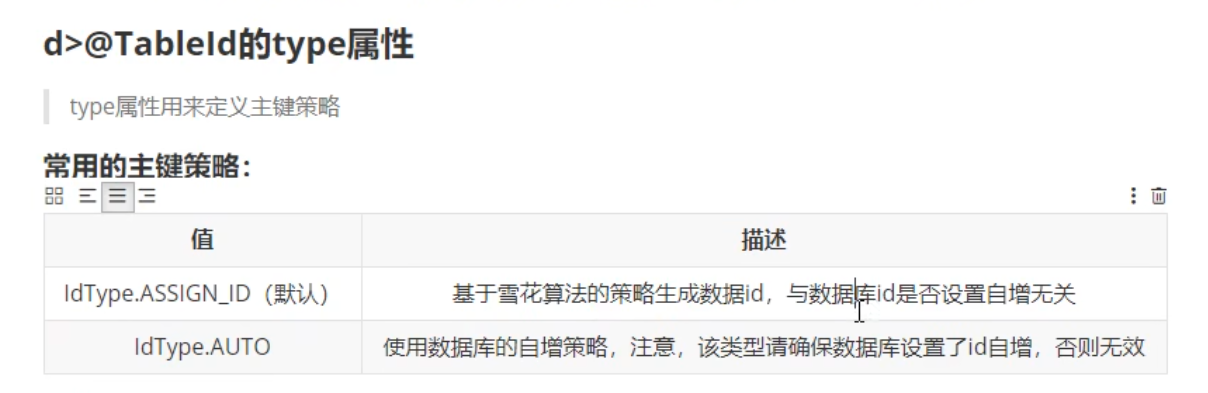 d>@TableId的type属性
type属性用来定义主键策略
常用的主键策略：
值 描述
IdType.ASSIGN_ID（默认） 基于雪花算法的策略生成数据id，与数据库id是否设置自增无关
IdType.AUTO 使用数据库的自增策略，注意，该类型请确保数据库设置了id自增，否则无效